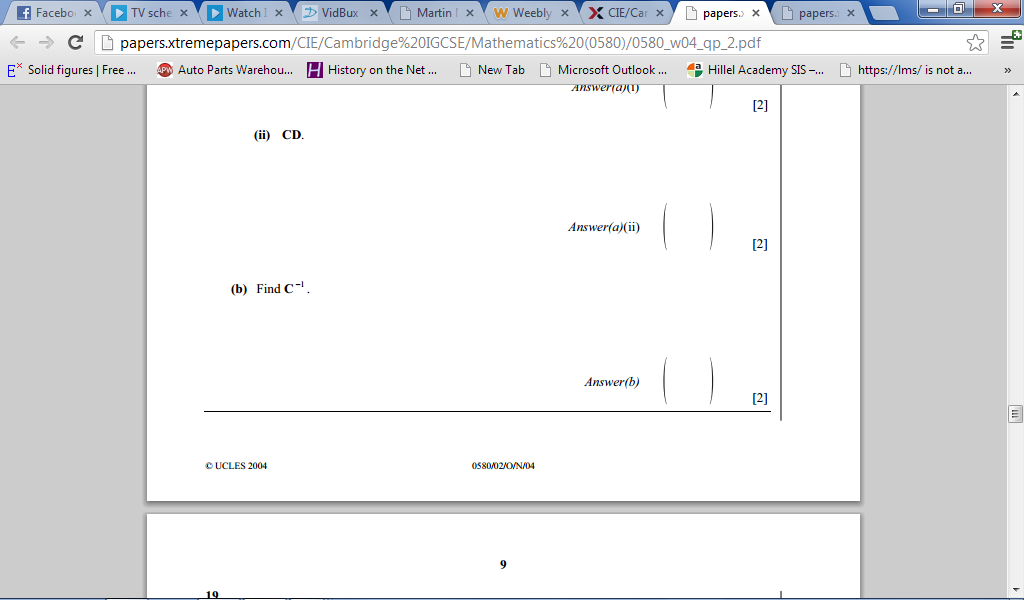 Facebo TV sche Watch VidBux Martin Weebly CIE/Car papers. papers.
papers.xtremepapers.com/CIE/Cambridge%20IGCSE/Mathematics%20(0580)/0580_w04_qp_2.pdf
Solid figures | Free ... Auto Parts Warehou... History on the Net ... New Tab Microsoft Outlook ... Hillel Academy SIS –... https://lms/ is not a... »
Answer(a)(i)
[2]
(ii) CD.
Answer(a)(ii)
[2]
(b) Find C⁻¹.
Answer(b)
[2]
© UCLES 2004 0580/02/O/N/04
9
19